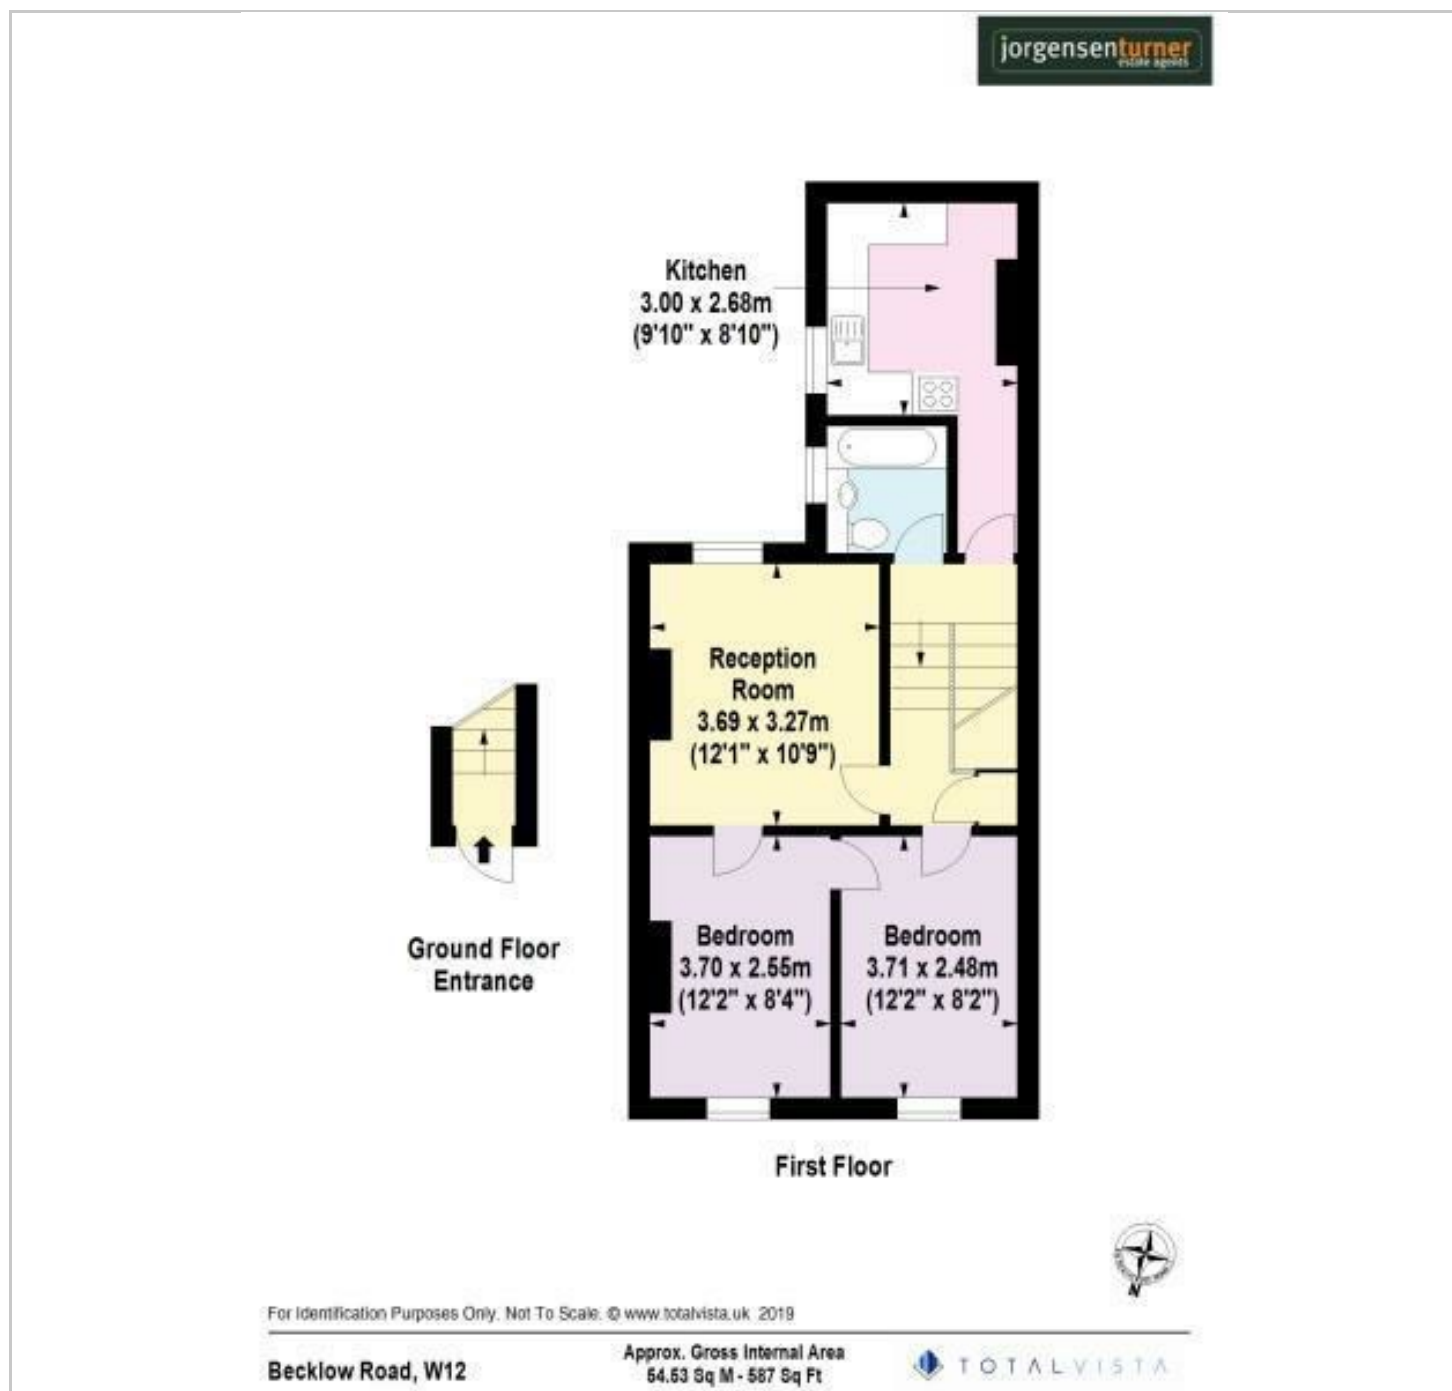 jorgensenturner
estate agents
Kitchen
3.00 x 2.68m
(9'10" x 8'10")
Reception
Room
3.69 x 3.27m
(12'1" x 10'9")
Ground Floor
Entrance
Bedroom
3.70 x 2.55m
(12'2" x 8'4")
Bedroom
3.71 x 2.48m
(12'2" x 8'2")
First Floor
N
For Identification Purposes Only. Not To Scale. © www.totalvista.uk 2019
Becklow Road, W12
Approx. Gross Internal Area
54.53 Sq M - 587 Sq Ft
TOTALVISTA